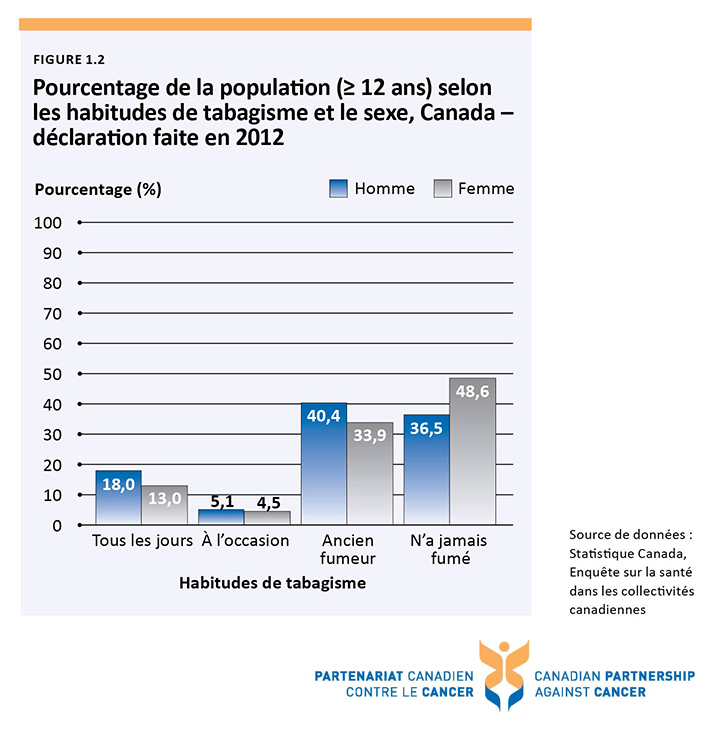 FIGURE 1.2
Pourcentage de la population (≥ 12 ans) selon
les habitudes de tabagisme et le sexe, Canada –
déclaration faite en 2012
Pourcentage (%)
Homme
Femme
100
90
80
70
60
50
40
30
20
10
0
18,0
13,0
5,1
4,5
40,4
33,9
36,5
48,6
Tous les jours
À l’occasion
Ancien
fumeur
N’a jamais
fumé
Habitudes de tabagisme
Source de données :
Statistique Canada,
Enquête sur la santé
dans les collectivités
canadiennes
PARTENARIAT CANADIEN
CONTRE LE CANCER
CANADIAN PARTNERSHIP
AGAINST CANCER